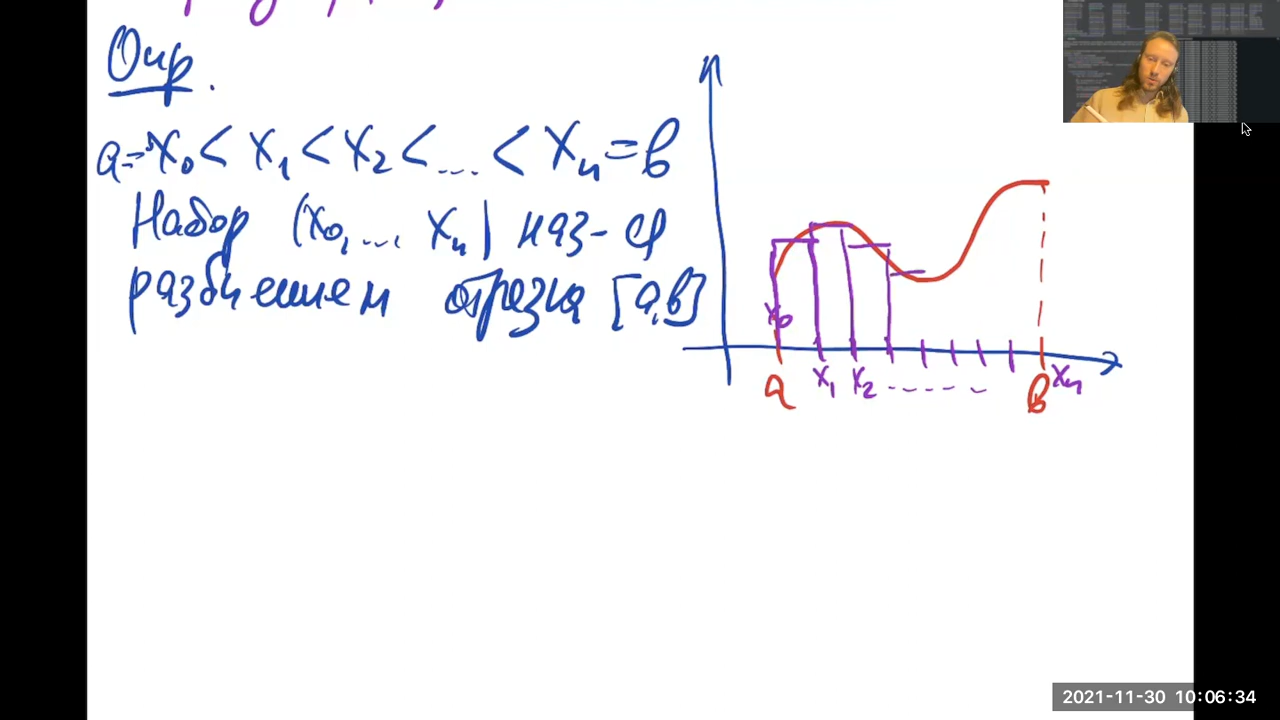 Опр.
a = x₀ < x₁ < x₂ < ... < xₙ = b
Набор (x₀, ... xₙ) наз-ся
разбиением отрезка [a, b]
x₀
x₁ x₂ - - - - - xₙ
a b
2021-11-30 10:06:34